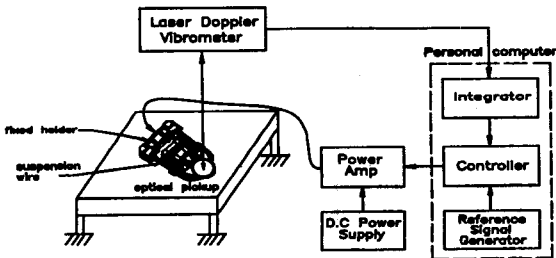 Laser Doppler
Vibrometer
Personal computer
Integrator
fixed holder
suspension
wire
optical pickup
Power
Amp
Controller
D.C Power
Supply
Reference
Signal
Generator